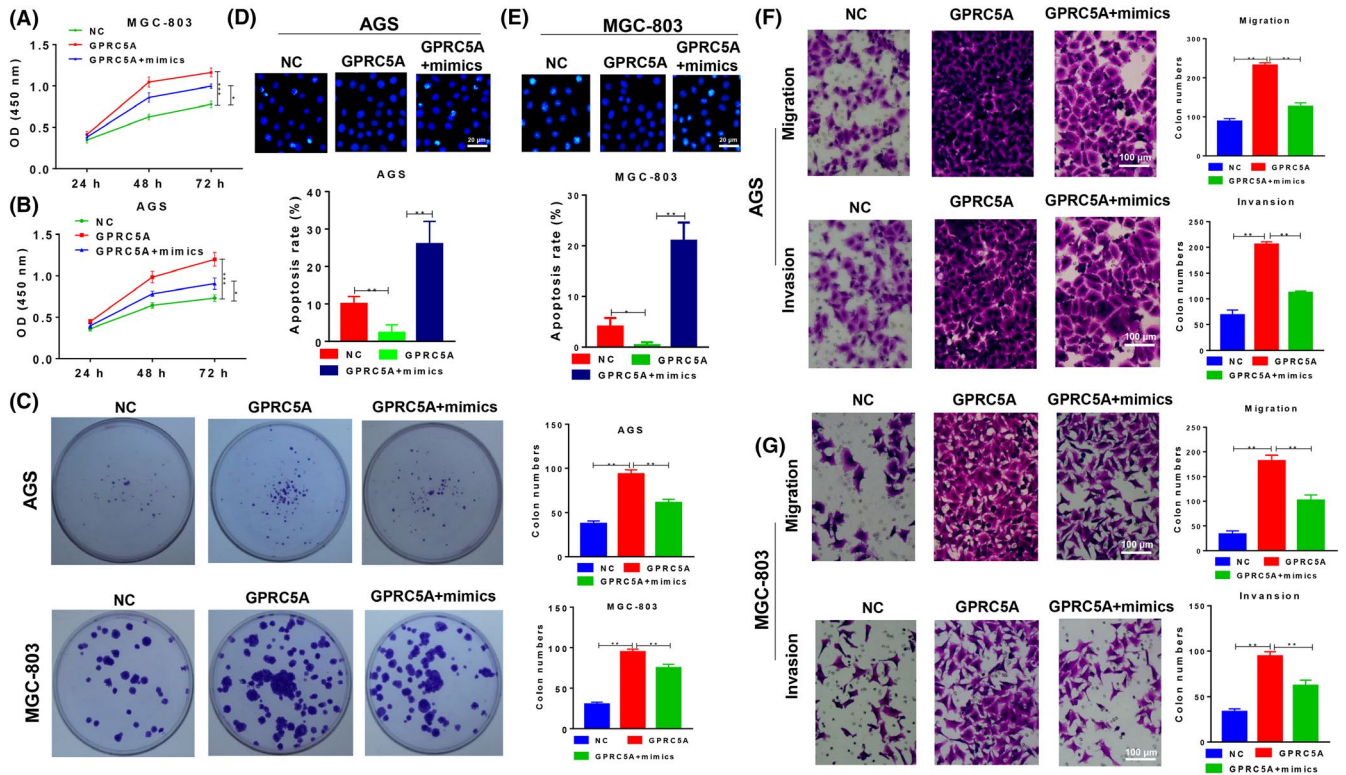 (A)
MGC-803
NC
GPRC5A
GPRC5A+mimics
OD (450 nm)
1.5
1.0
0.5
0.0
24 h 48 h 72 h
***
*
(B)
AGS
NC
GPRC5A
GPRC5A+mimics
OD (450 nm)
1.5
1.0
0.5
0.0
24 h 48 h 72 h
***
*
(D)
AGS
NC GPRC5A GPRC5A
+mimics
20 μm
AGS
Apoptosis rate (%)
40
30
20
10
0
**
**
NC GPRC5A
GPRC5A+mimics
(E)
MGC-803
NC GPRC5A GPRC5A
+mimics
20 μm
MGC-803
Apoptosis rate (%)
30
20
10
0
*
**
NC GPRC5A
GPRC5A+mimics
(C)
NC GPRC5A GPRC5A+mimics
AGS
AGS
Colon numbers
150
100
50
0
** **
NC GPRC5A
GPRC5A+mimics
NC GPRC5A GPRC5A+mimics
MGC-803
MGC-803
Colon numbers
150
100
50
0
** **
NC GPRC5A
GPRC5A+mimics
(F)
AGS
NC GPRC5A GPRC5A+mimics
Migration
100 μm
Migration
Colon numbers
300
200
100
0
** **
NC GPRC5A
GPRC5A+mimics
NC GPRC5A GPRC5A+mimics
Invasion
100 μm
Invansion
Colon numbers
250
200
150
100
50
0
** **
NC GPRC5A
GPRC5A+mimics
(G)
MGC-803
NC GPRC5A GPRC5A+mimics
Migration
100 μm
Migration
Colon numbers
250
200
150
100
50
0
** **
NC GPRC5A
GPRC5A+mimics
NC GPRC5A GPRC5A+mimics
Invasion
100 μm
Invansion
Colon numbers
150
100
50
0
** **
NC GPRC5A
GPRC5A+mimics